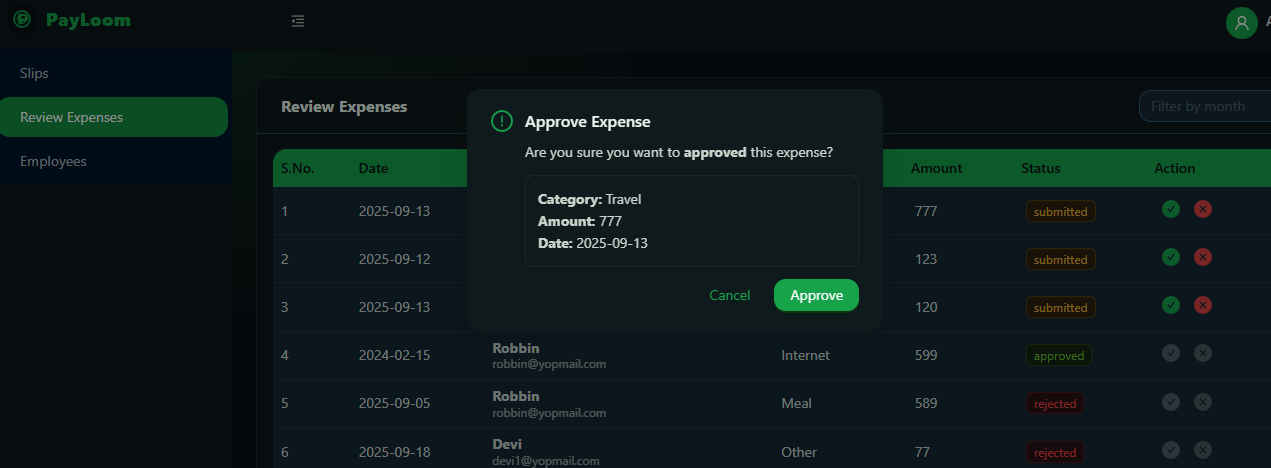 PayLoom
Slips
Review Expenses
Employees
Review Expenses
Filter by month
Approve Expense
Are you sure you want to approved this expense?
Category: Travel
Amount: 777
Date: 2025-09-13
Cancel
Approve
S.No. Date Amount Status Action
1 2025-09-13 777 submitted
2 2025-09-12 123 submitted
3 2025-09-13 120 submitted
4 2024-02-15 Robbin Internet 599 approved
robbin@yopmail.com
5 2025-09-05 Robbin Meal 589 rejected
robbin@yopmail.com
6 2025-09-18 Devi Other 77 rejected
devi1@yopmail.com